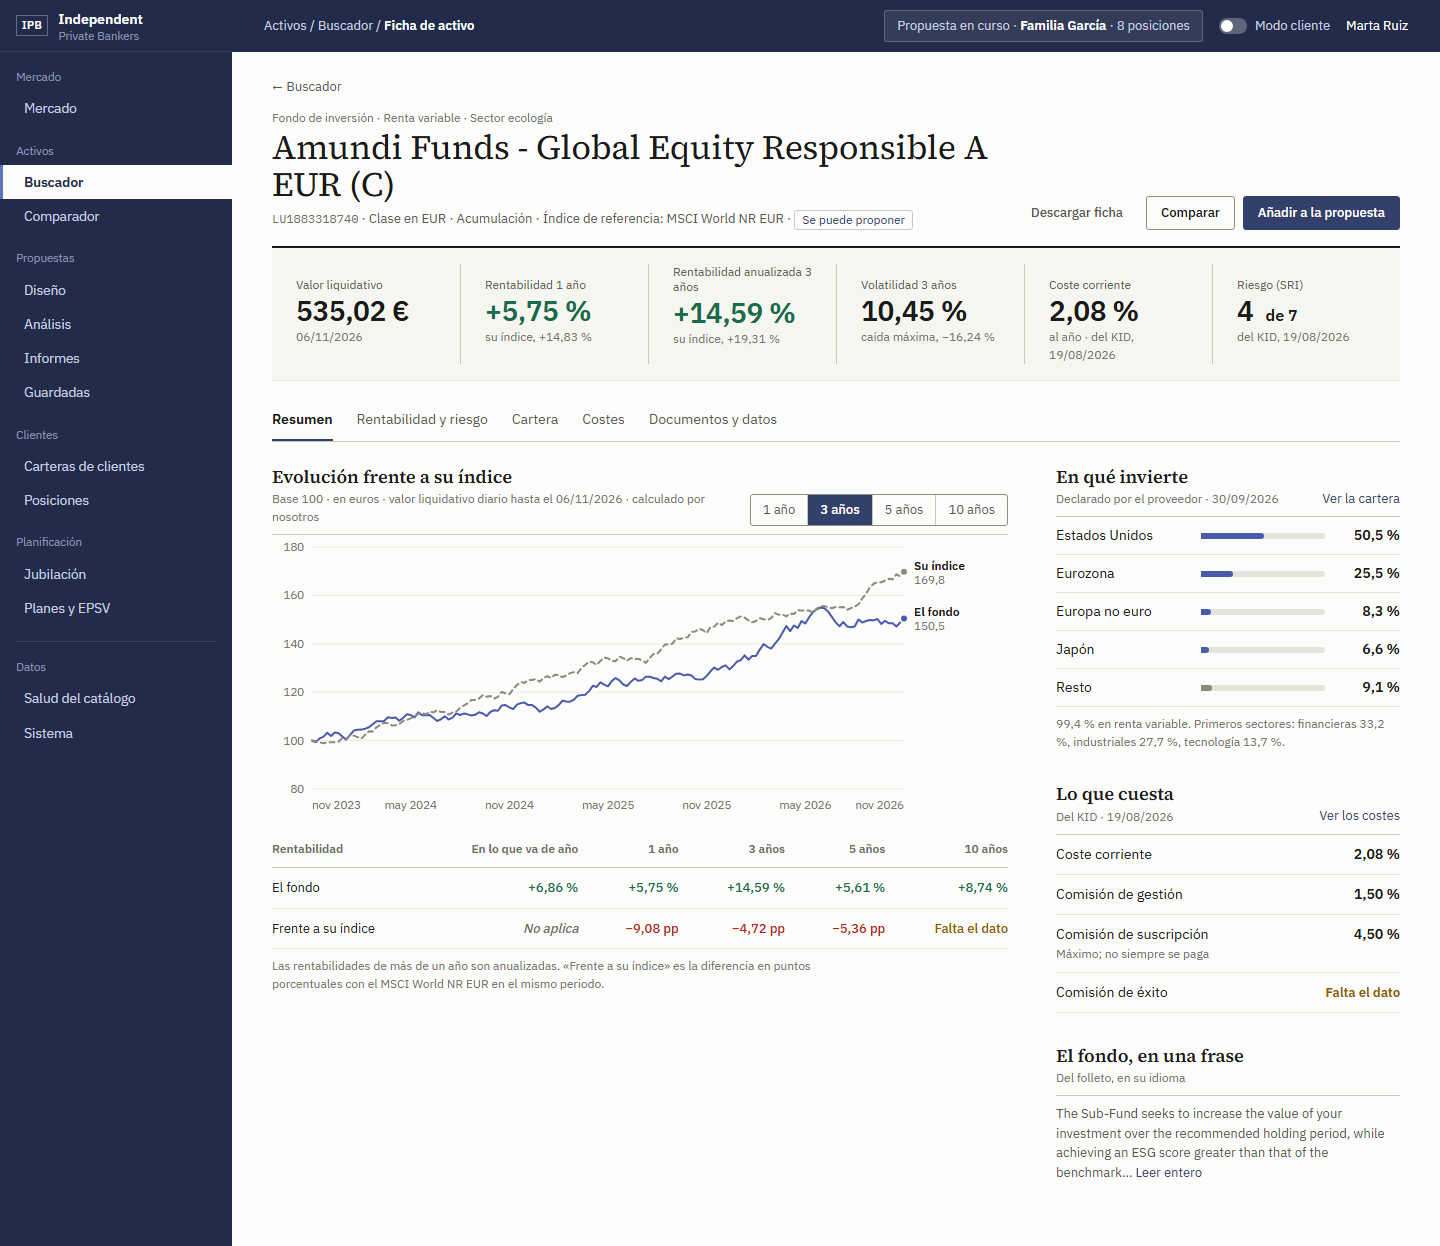 IPB
Independent
Private Bankers
Activos / Buscador / Ficha de activo
Propuesta en curso · Familia García · 8 posiciones
Modo cliente
Marta Ruiz
Mercado
Mercado
Activos
Buscador
Comparador
Propuestas
Diseño
Análisis
Informes
Guardadas
Clientes
Carteras de clientes
Posiciones
Planificación
Jubilación
Planes y EPSV
Datos
Salud del catálogo
Sistema
← Buscador
Fondo de inversión · Renta variable · Sector ecología
Amundi Funds - Global Equity Responsible A
EUR (C)
LU1883318740 · Clase en EUR · Acumulación · Índice de referencia: MSCI World NR EUR · Se puede proponer
Descargar ficha
Comparar
Añadir a la propuesta
Valor liquidativo
535,02 €
06/11/2026
Rentabilidad 1 año
+5,75 %
su índice, +14,83 %
Rentabilidad anualizada 3
años
+14,59 %
su índice, +19,31 %
Volatilidad 3 años
10,45 %
caída máxima, −16,24 %
Coste corriente
2,08 %
al año · del KID,
19/08/2026
Riesgo (SRI)
4 de 7
del KID, 19/08/2026
Resumen
Rentabilidad y riesgo
Cartera
Costes
Documentos y datos
Evolución frente a su índice
Base 100 · en euros · valor liquidativo diario hasta el 06/11/2026 · calculado por
nosotros
1 año
3 años
5 años
10 años
180
160
140
120
100
80
Su índice
169,8
El fondo
150,5
nov 2023
may 2024
nov 2024
may 2025
nov 2025
may 2026
nov 2026
Rentabilidad En lo que va de año 1 año 3 años 5 años 10 años
El fondo +6,86 % +5,75 % +14,59 % +5,61 % +8,74 %
Frente a su índice No aplica −9,08 pp −4,72 pp −5,36 pp Falta el dato
Las rentabilidades de más de un año son anualizadas. «Frente a su índice» es la diferencia en puntos
porcentuales con el MSCI World NR EUR en el mismo periodo.
En qué invierte
Declarado por el proveedor · 30/09/2026
Ver la cartera
Estados Unidos 50,5 %
Eurozona 25,5 %
Europa no euro 8,3 %
Japón 6,6 %
Resto 9,1 %
99,4 % en renta variable. Primeros sectores: financieras 33,2
%, industriales 27,7 %, tecnología 13,7 %.
Lo que cuesta
Del KID · 19/08/2026
Ver los costes
Coste corriente 2,08 %
Comisión de gestión 1,50 %
Comisión de suscripción 4,50 %
Máximo; no siempre se paga
Comisión de éxito Falta el dato
El fondo, en una frase
Del folleto, en su idioma
The Sub-Fund seeks to increase the value of your
investment over the recommended holding period, while
achieving an ESG score greater than that of the
benchmark… Leer entero